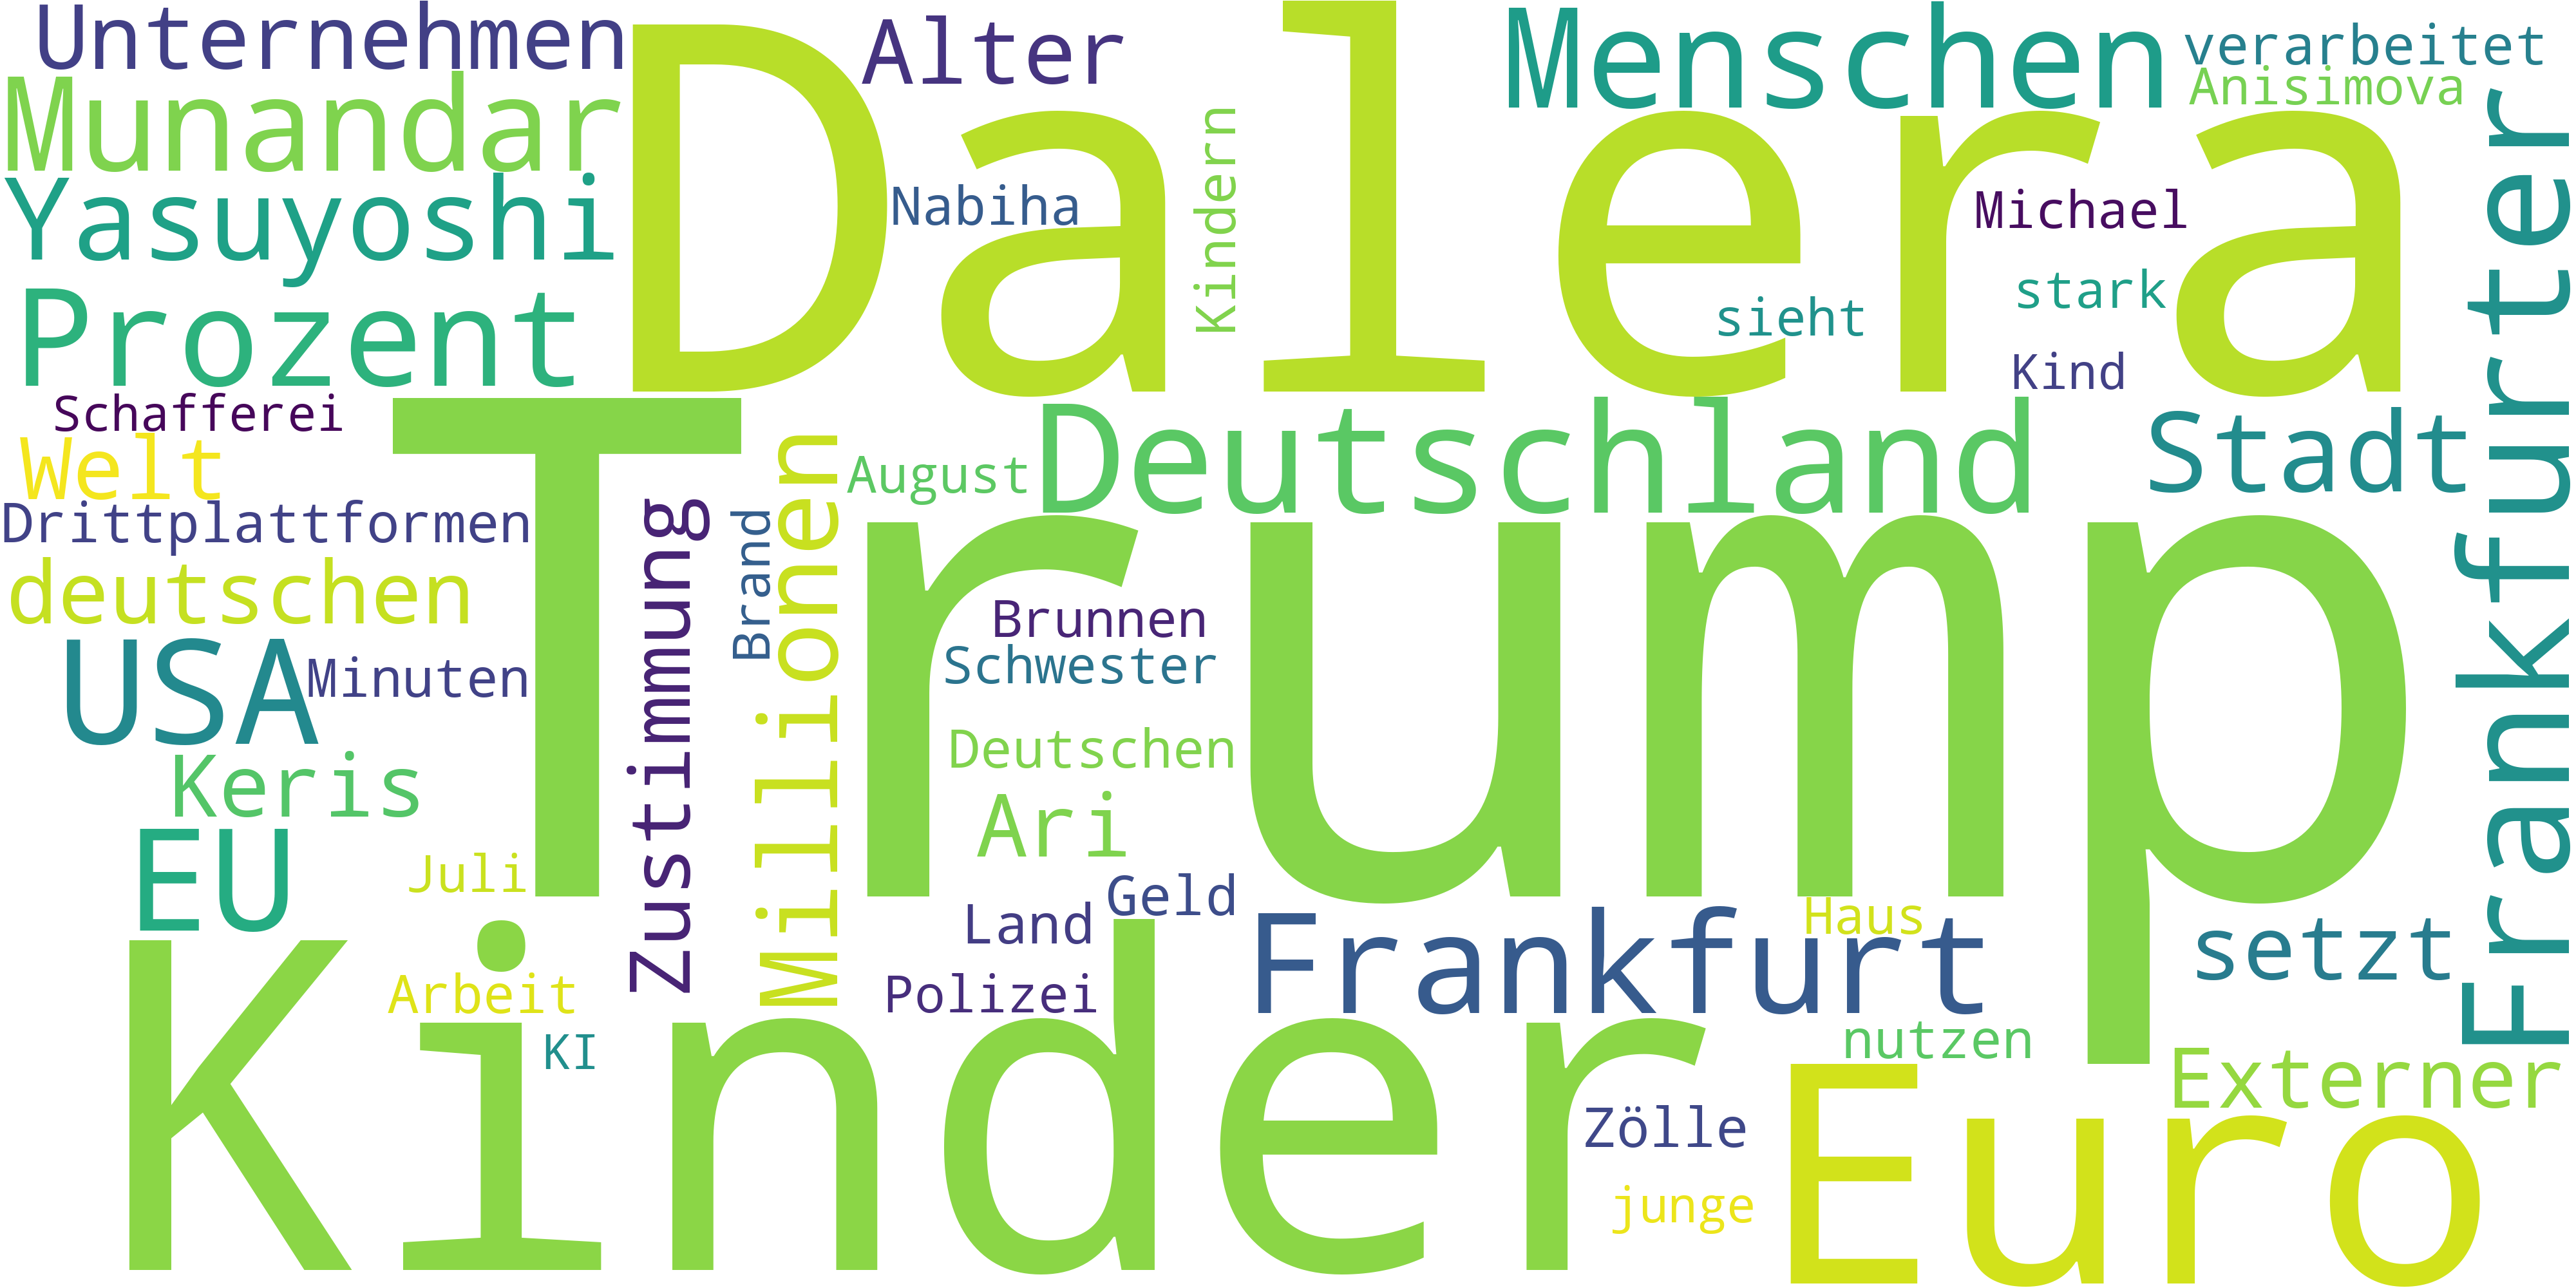 Unternehmen
Alter
Menschen
verarbeitet
Anisimova
Munandar
Dalera
Yasuyoshi
Nabiha
Kindern
Michael
Frankfurter
Prozent
sieht
stark
Kind
Schafferei
Welt
Drittplattformen
deutschen
Trump
August
Deutschland
Stadt
Zustimmung
Brand
Millionen
Brunnen
Schwester
USA
Minuten
Deutschen
Keris
Ari
EU
Juli
Geld
Land
Frankfurt
Haus
setzt
Arbeit
Polizei
Kinder
KI
nutzen
Externer
Euro
Zölle
junge